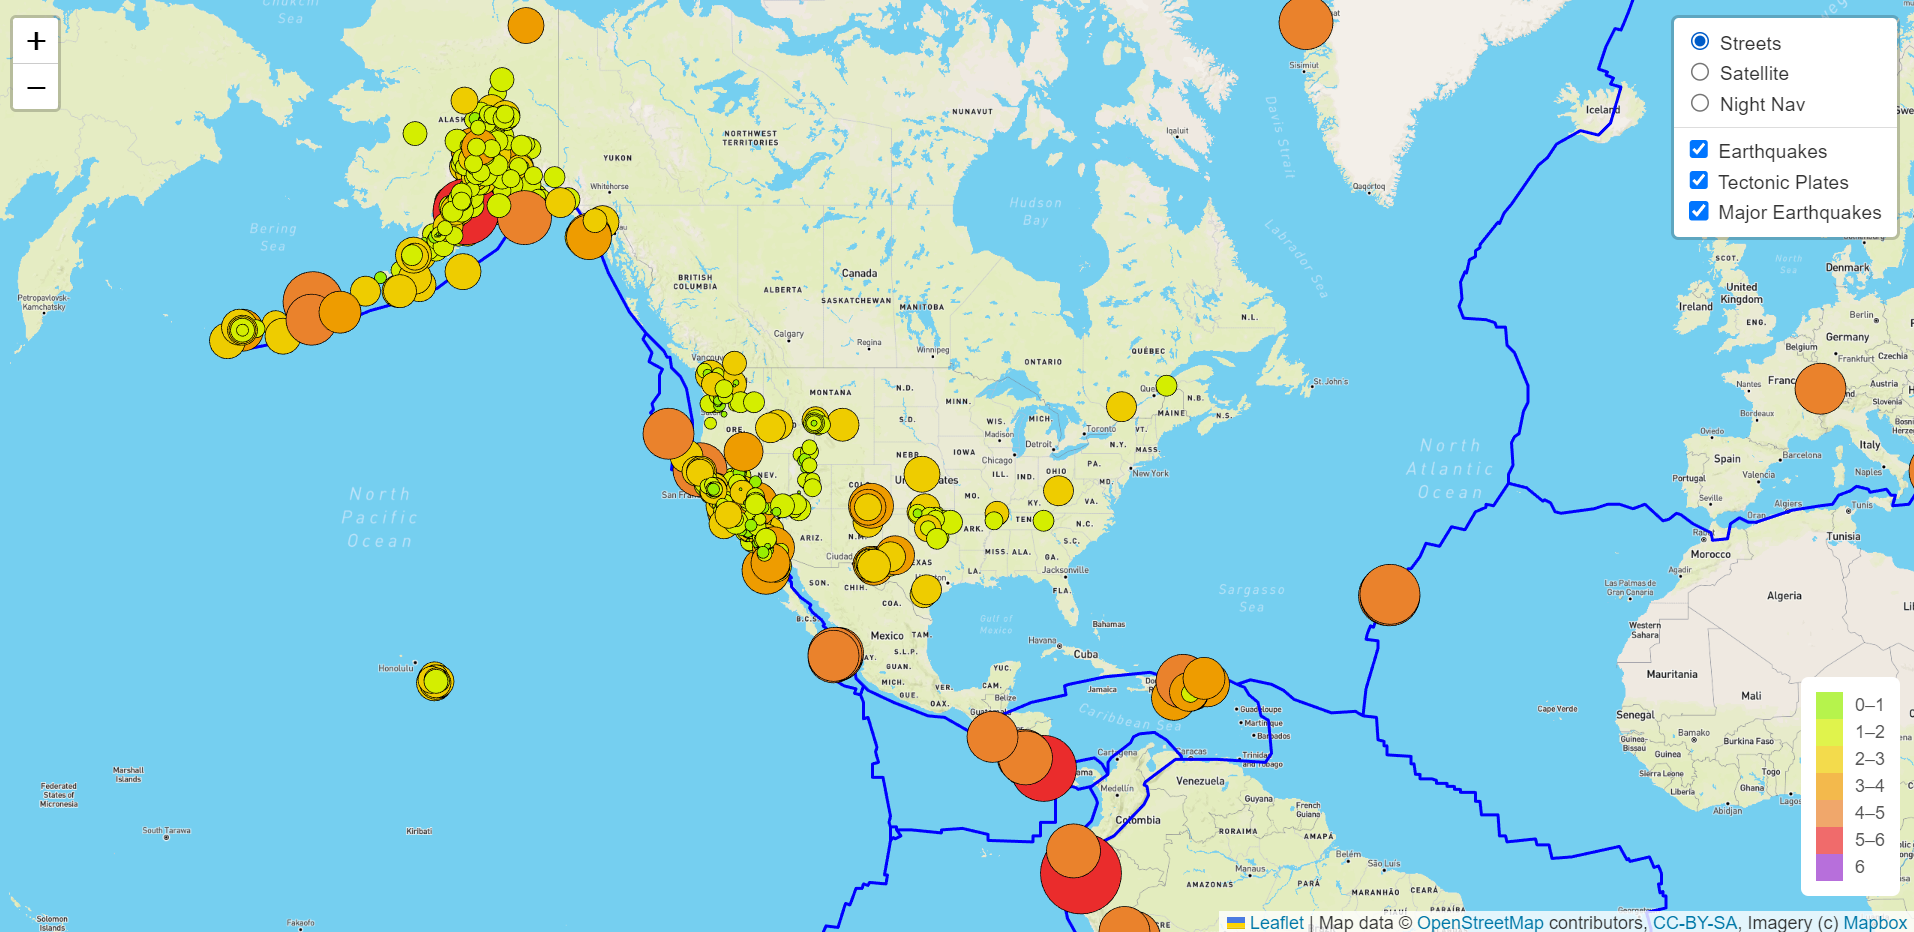 Chukchi
Sea
+
−
Streets
Satellite
Night Nav
Earthquakes
Tectonic Plates
Major Earthquakes
Sisimiut
Iceland
ALASK
NUNAVUT
NORTHWEST
TERRITORIES
Iqaluit
Davis Strait
YUKON
Whitehorse
Qaqortoq
Hudson
Bay
Labrador Sea
Bering
Sea
SCOT.
North
Sea
Denmark
BRITISH
COLUMBIA
Canada
ALBERTA
SASKATCHEWAN
MANITOBA
United
Kingdom
Ireland
Petropavlovsk-
Kamchatsky
N.L.
ENG.
Berlin
Calgary
Regina
Winnipeg
ONTARIO
QUÉBEC
Germany
Belgium
Frankfurt
Czechia
Vancouv
St. John's
Franc
Austria
Nantes
Slovenia
MONTANA
N.D.
MINN.
Que
N.B.
MAINE
N.S.
S.D.
WIS.
MICH.
Toronto
VT.
Bordeaux
ORE.
Madison
Detroit
N.Y.
MASS.
Oviedo
Italy
NEBR
IOWA
Chicago
PA.
New York
North
Atlantic
Ocean
Spain
Barcelona
Valencia
Naples
Portugal
Seville
NEV.
United States
ILL.
IND.
OHIO
MD.
San Fran
COL
MO.
KY.
VA.
Algiers
Tunis
Oran
North
Pacific
Ocean
ARIZ.
N.M.
ARK.
TEN
N.C.
S.C.
Rabat
Morocco
Tunisia
Ciudad
EXAS
MISS.
ALA.
GA.
Agadir
SON.
CHIH.
LA.
Jacksonville
FLA.
Sargasso
Sea
Las Palmas de
Gran Canaria
Algeria
COA.
B.C.S.
Gulf of
Mexico
Bahamas
Western
Sahara
Mexico
TAM.
Havana
Cuba
Honolulu
AY.
S.L.P.
GUAN.
YUC.
Mauritania
MICH.
VER.
CAM.
Jamaica
Mali
GUE.
OAX.
Belize
Guatemala
Caribbean Sea
Guadeloupe
Martinique
Barbados
Cape Verde
Senegal
Bamako
Guinea-
Bissau
Burkina Faso
Guinea
Cartagena
Caracas
Trinidad
and Tobago
Sierra Leone
Togo
Ghana
Liberia
Lagos
Abidjan
Marshall
Islands
Federated
States of
Micronesia
Medellín
Venezuela
Guyana
French
Guiana
Colombia
RORAIMA
AMAPÁ
South Tarawa
Kiribati
Belém
São Luís
Manaus
AMAZONAS
PARÁ
MARANHÃO
CEARÁ
Solomon
Islands
Fakaofo
CRE
0–1
1–2
2–3
3–4
4–5
5–6
6
Leaflet | Map data © OpenStreetMap contributors, CC-BY-SA, Imagery (c) Mapbox